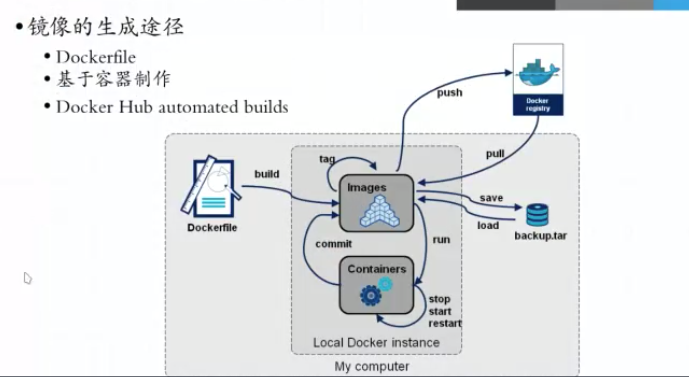 镜像的生成途径
Dockerfile
基于容器制作
Docker Hub automated builds
Docker
registry
push
pull
tag
build
Images
save
load
Dockerfile
backup.tar
commit
run
Containers
stop
start
restart
Local Docker instance
My computer